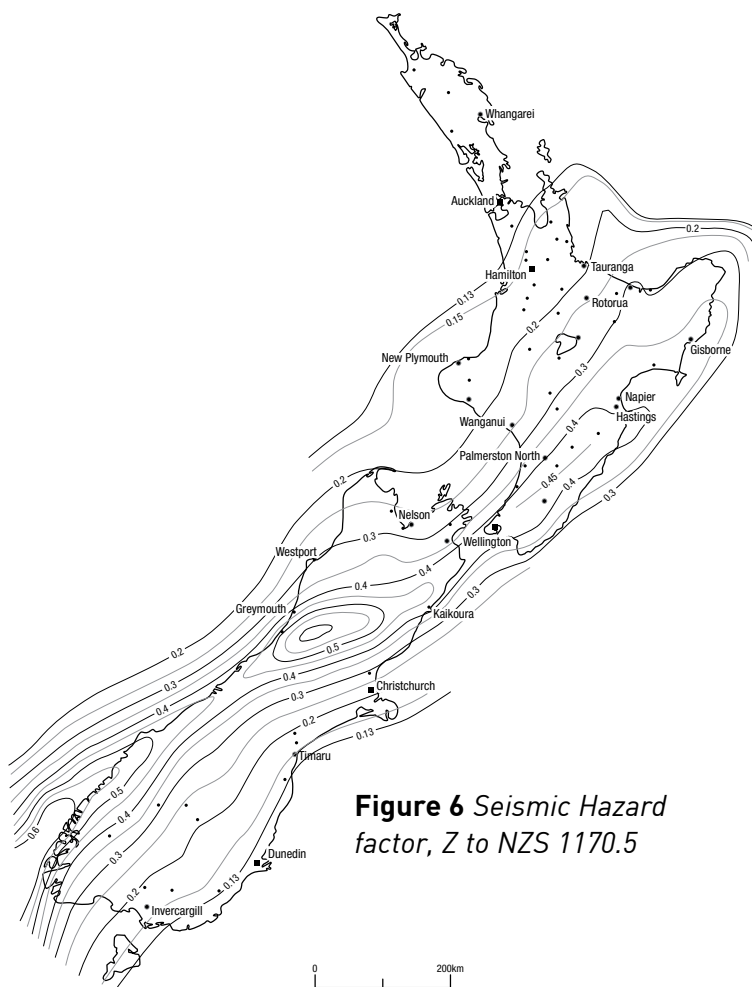 Whangarei
Auckland
0.2
Tauranga
Hamilton
0.13
0.15
Rotorua
0.2
Gisborne
New Plymouth
0.3
Napier
Hastings
Wanganui
0.4
Palmerston North
0.45
0.4
0.2
0.3
Nelson
0.3
Wellington
Westport
0.4
0.4
0.3
Greymouth
Kaikoura
0.5
0.2
0.4
0.3
0.3
Christchurch
0.4
0.2
0.13
Timaru
0.5
0.4
0.6
0.3
Figure 6 Seismic Hazard
factor, Z to NZS 1170.5
Dunedin
0.13
0.2
Invercargill
0 200km